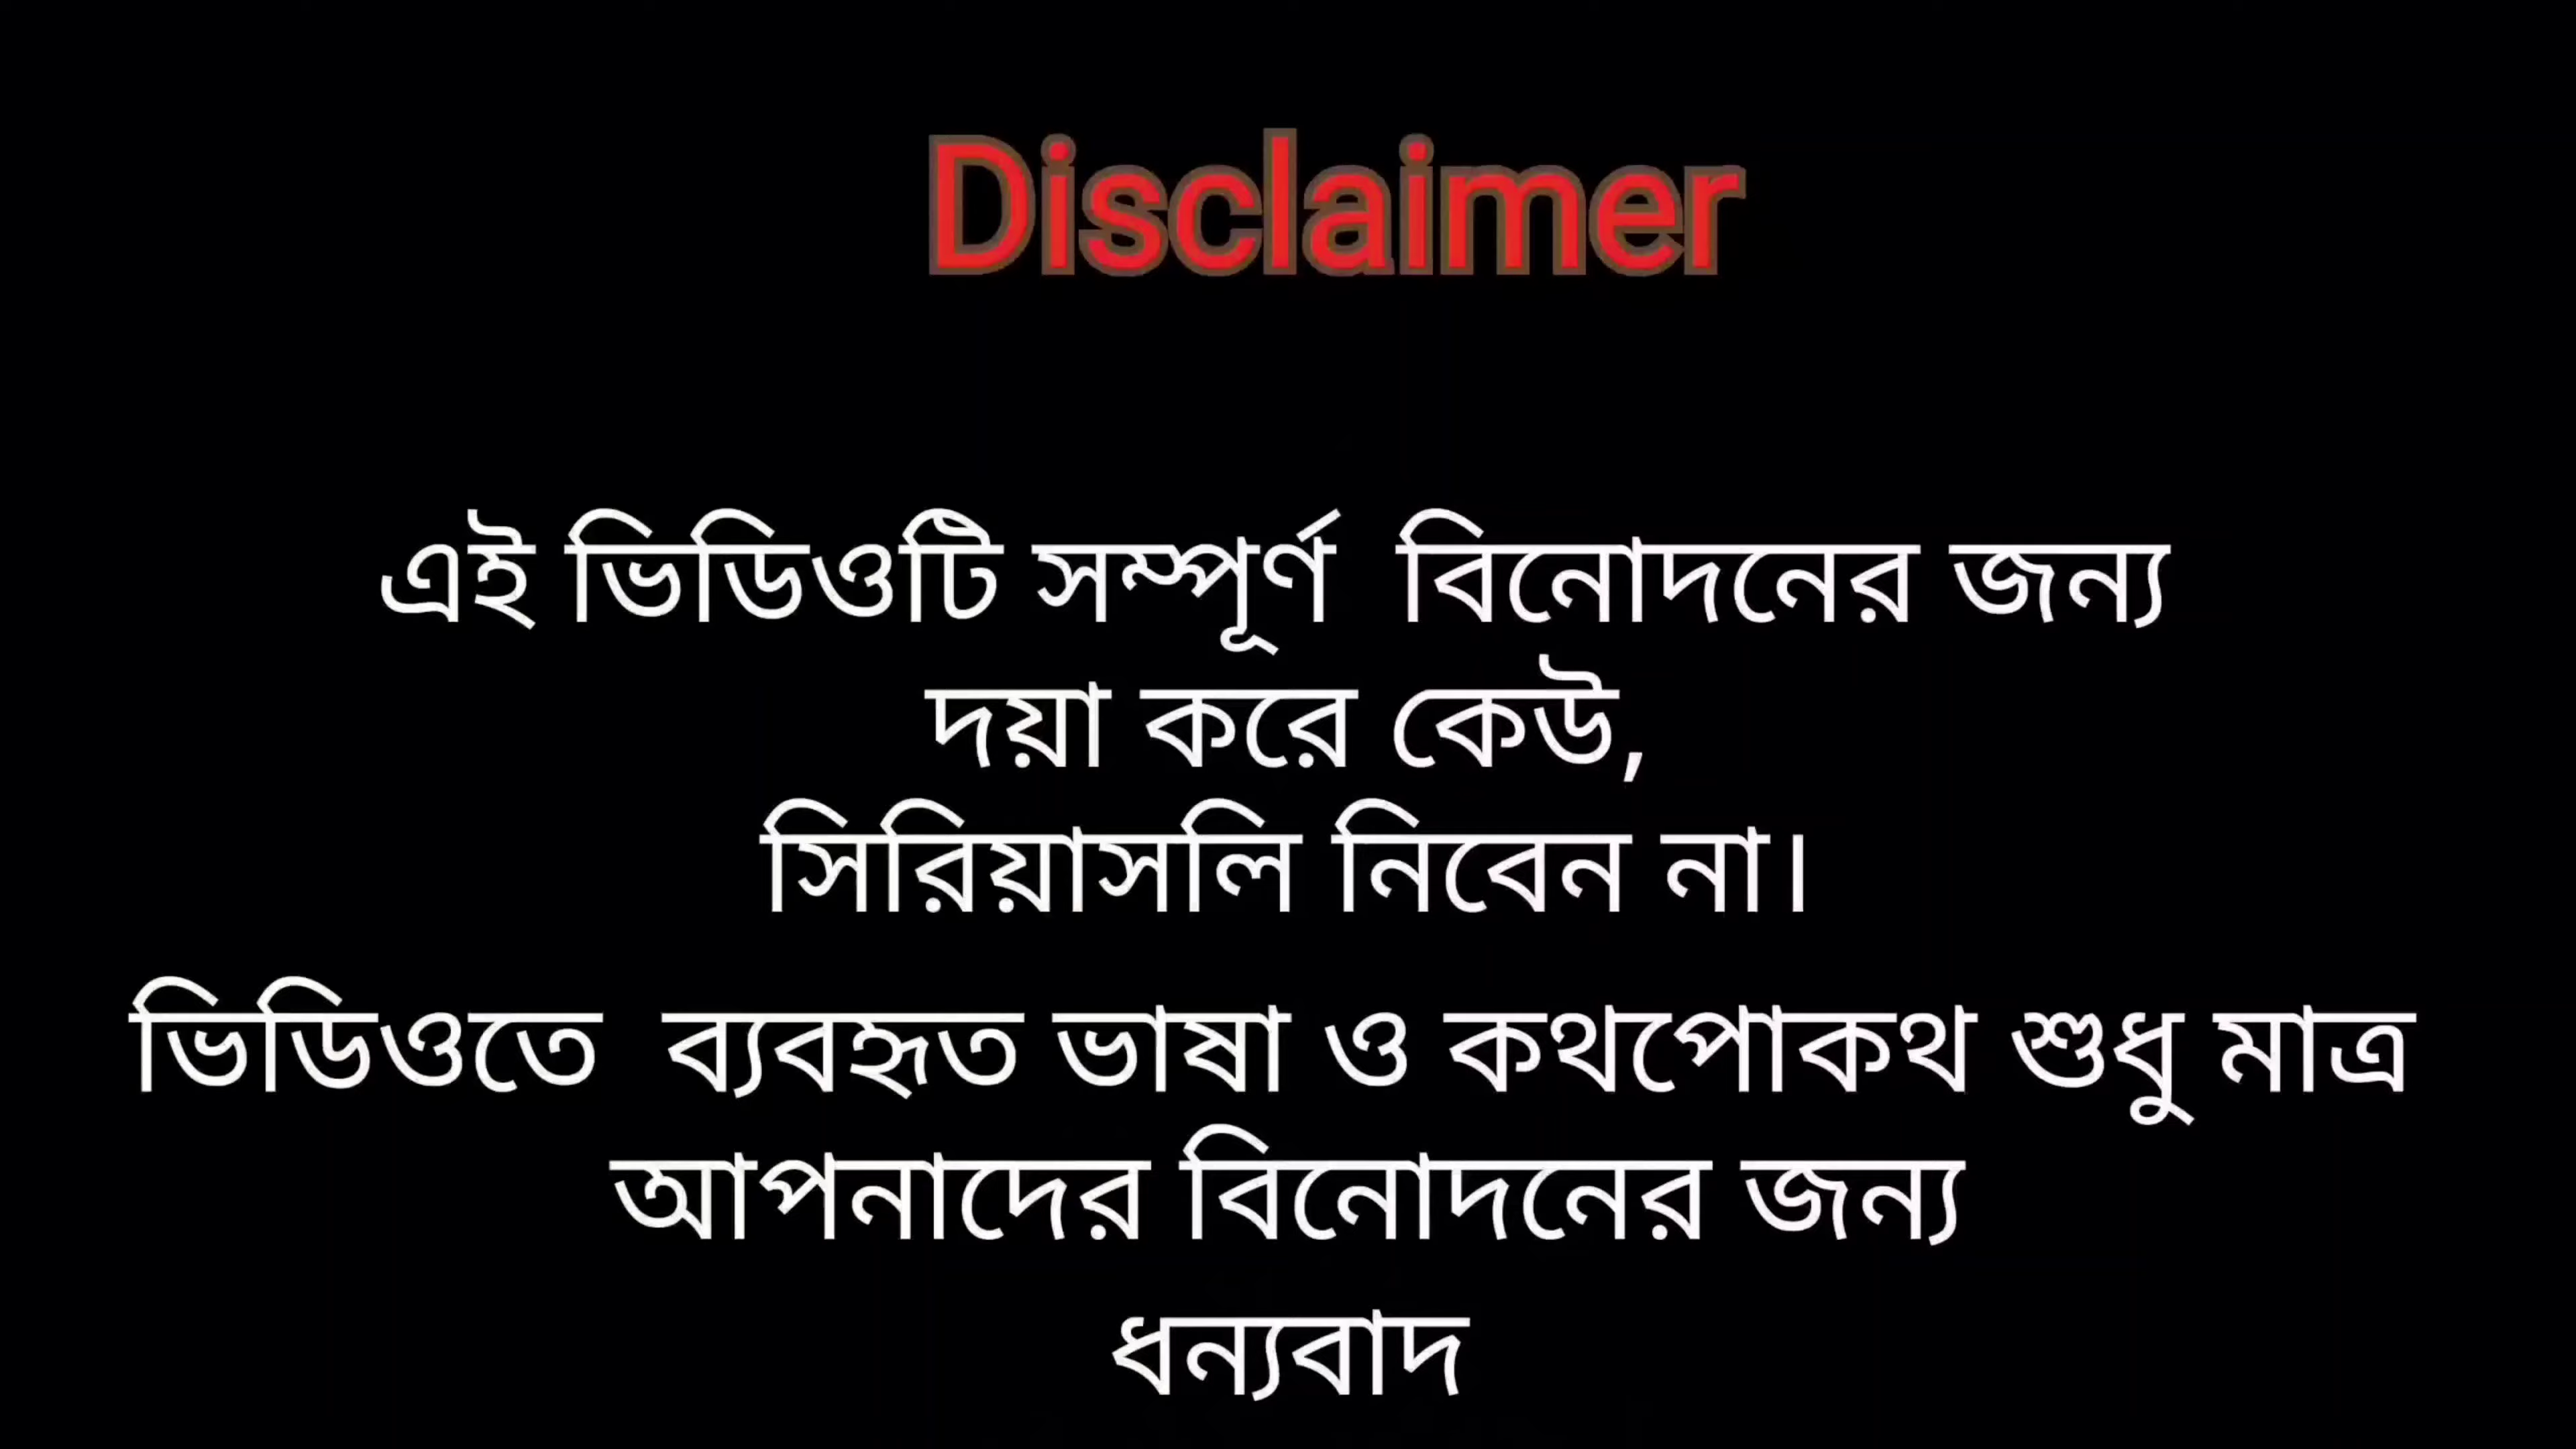 Disclaimer
এই ভিডিওটি সম্পূর্ণ বিনোদনের জন্য
দয়া করে কেউ,
সিরিয়াসলি নিবেন না।
ভিডিওতে ব্যবহৃত ভাষা ও কথপোকথ শুধু মাত্র
আপনাদের বিনোদনের জন্য
ধন্যবাদ